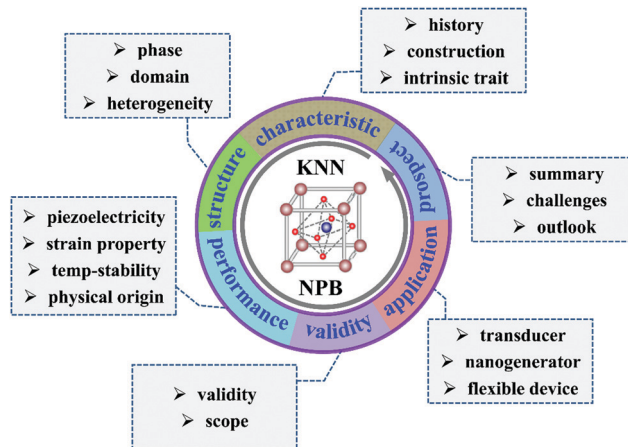 ➢ history
➢ construction
➢ intrinsic trait
➢ phase
➢ domain
➢ heterogeneity
characteristic
prospect
structure
KNN
➢ summary
➢ challenges
➢ outlook
➢ piezoelectricity
➢ strain property
➢ temp-stability
➢ physical origin
performance
NPB
application
validity
➢ transducer
➢ nanogenerator
➢ flexible device
➢ validity
➢ scope